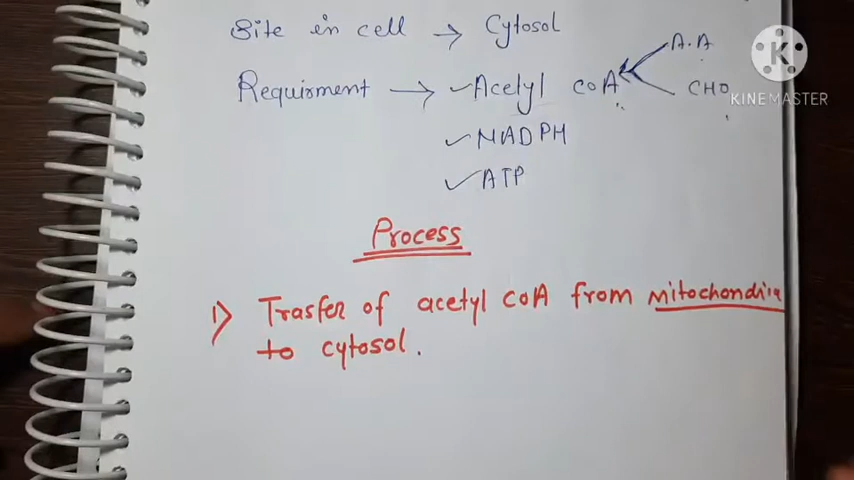 Site in cell → Cytosol
A.A
Requirment → ✓Acetyl coA
CHO
✓ NADPH
✓ ATP
Process
1) Trasfer of acetyl coA from mitochondria
to cytosol.
K
KINEMASTER